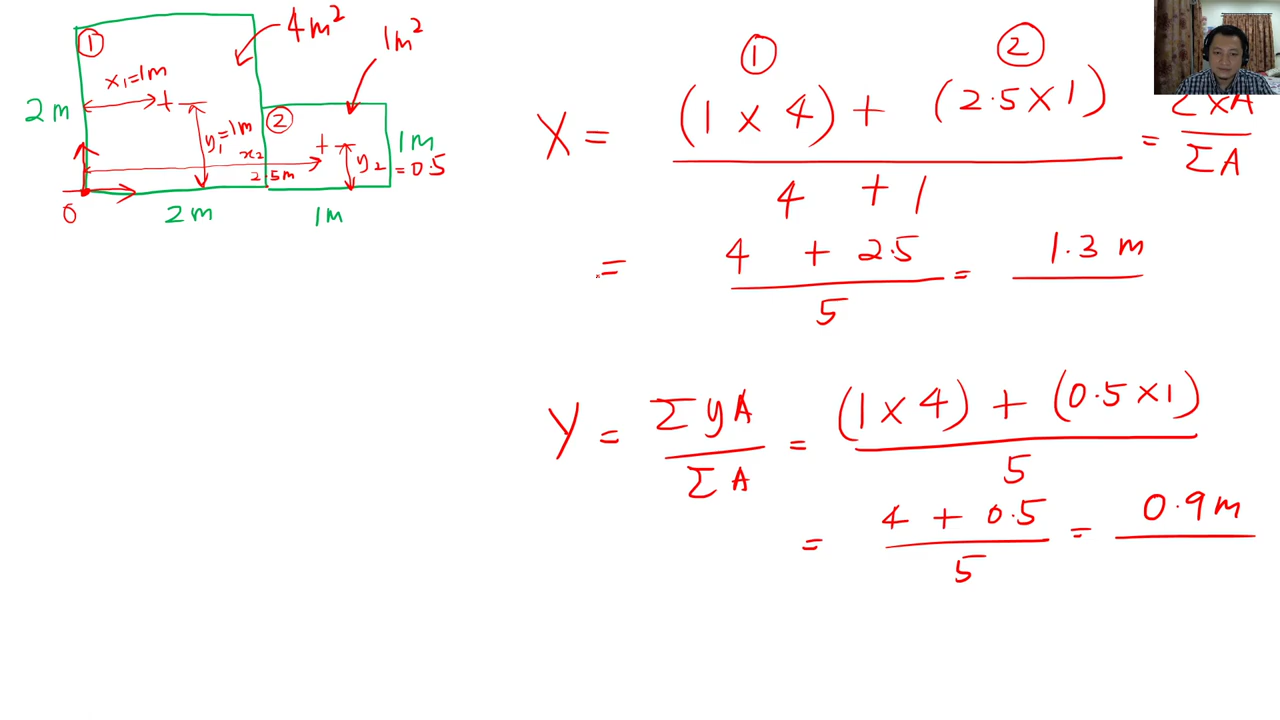 ① 4m² 1m²
x₁=1m
2m ②
y₁=1m
x₂ y₂ 1m
2.5m =0.5
0 2m 1m
① ②
X = (1 x 4) + (2.5 x 1) = ΣxA
4 + 1 ΣA
= 4 + 2.5 = 1.3 m
5
Y = ΣyA = (1 x 4) + (0.5 x 1)
ΣA 5
= 4 + 0.5 = 0.9m
5